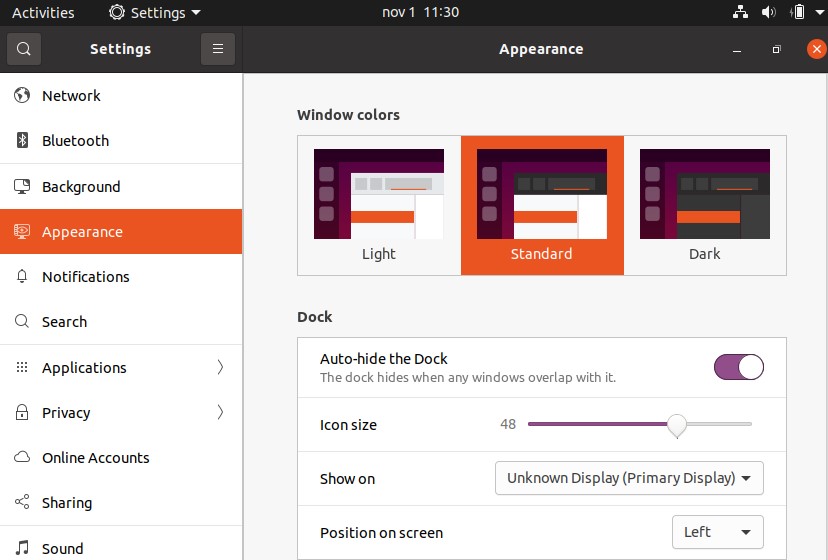 Activities Settings nov 1 11:30
Settings Appearance
Network
Bluetooth
Background
Appearance
Notifications
Search
Applications
Privacy
Online Accounts
Sharing
Sound
Window colors
Light Standard Dark
Dock
Auto-hide the Dock
The dock hides when any windows overlap with it.
Icon size 48
Show on Unknown Display (Primary Display)
Position on screen Left